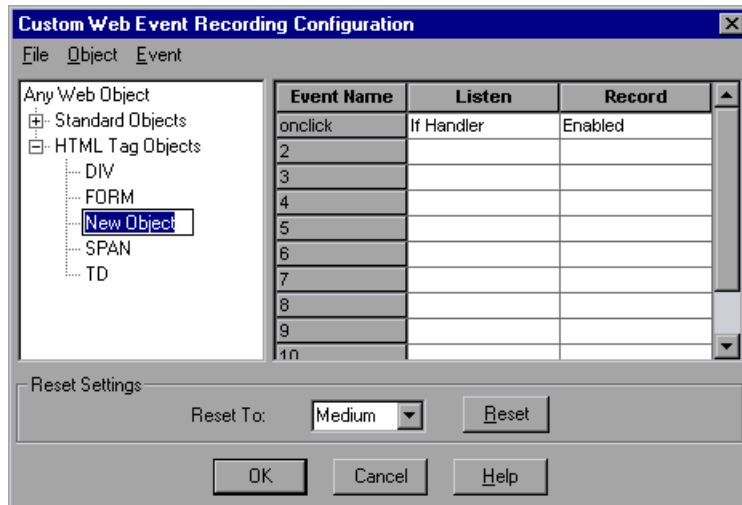 Custom Web Event Recording Configuration
File Object Event
Any Web Object
Standard Objects
HTML Tag Objects
DIV
FORM
New Object
SPAN
TD
Event Name Listen Record
onclick If Handler Enabled
2
3
4
5
6
7
8
9
10
Reset Settings
Reset To: Medium Reset
OK Cancel Help